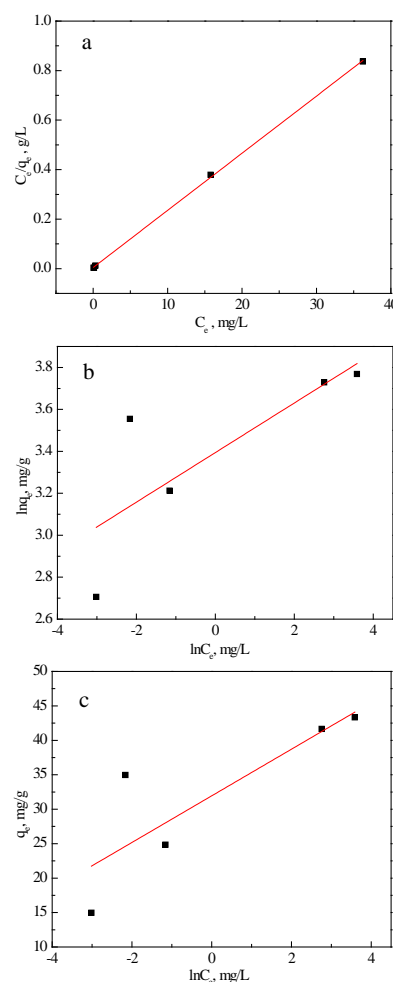 a
C_e/q_e, g/L
1.0
0.8
0.6
0.4
0.2
0.0
0 10 20 30 40
C_e, mg/L
b
lnq_e, mg/g
3.8
3.6
3.4
3.2
3.0
2.8
2.6
-4 -2 0 2 4
lnC_e, mg/L
c
q_e, mg/g
50
45
40
35
30
25
20
15
10
-4 -2 0 2 4
lnC_e, mg/L